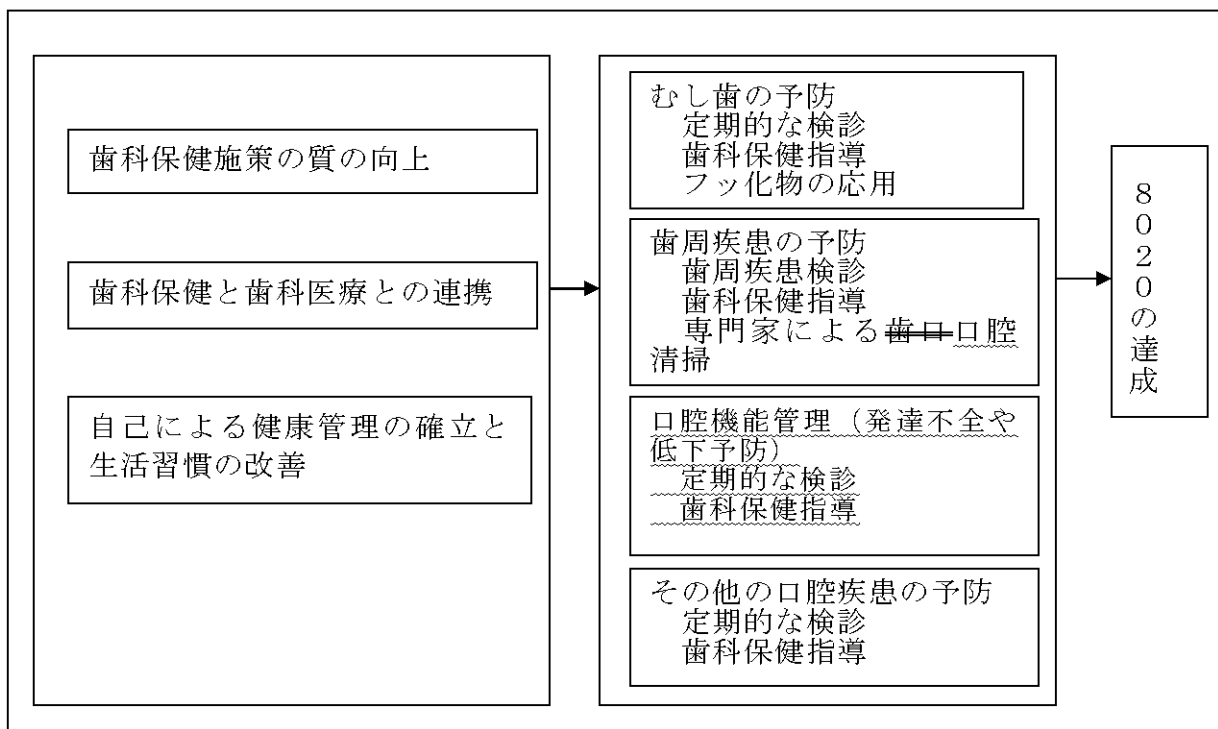 歯科保健施策の質の向上
歯科保健と歯科医療との連携
自己による健康管理の確立と
生活習慣の改善
むし歯の予防
定期的な検診
歯科保健指導
フッ化物の応用
歯周疾患の予防
歯周疾患検診
歯科保健指導
専門家による歯口口腔
清掃
口腔機能管理（発達不全や
低下予防）
定期的な検診
歯科保健指導
その他の口腔疾患の予防
定期的な検診
歯科保健指導
8020の達成